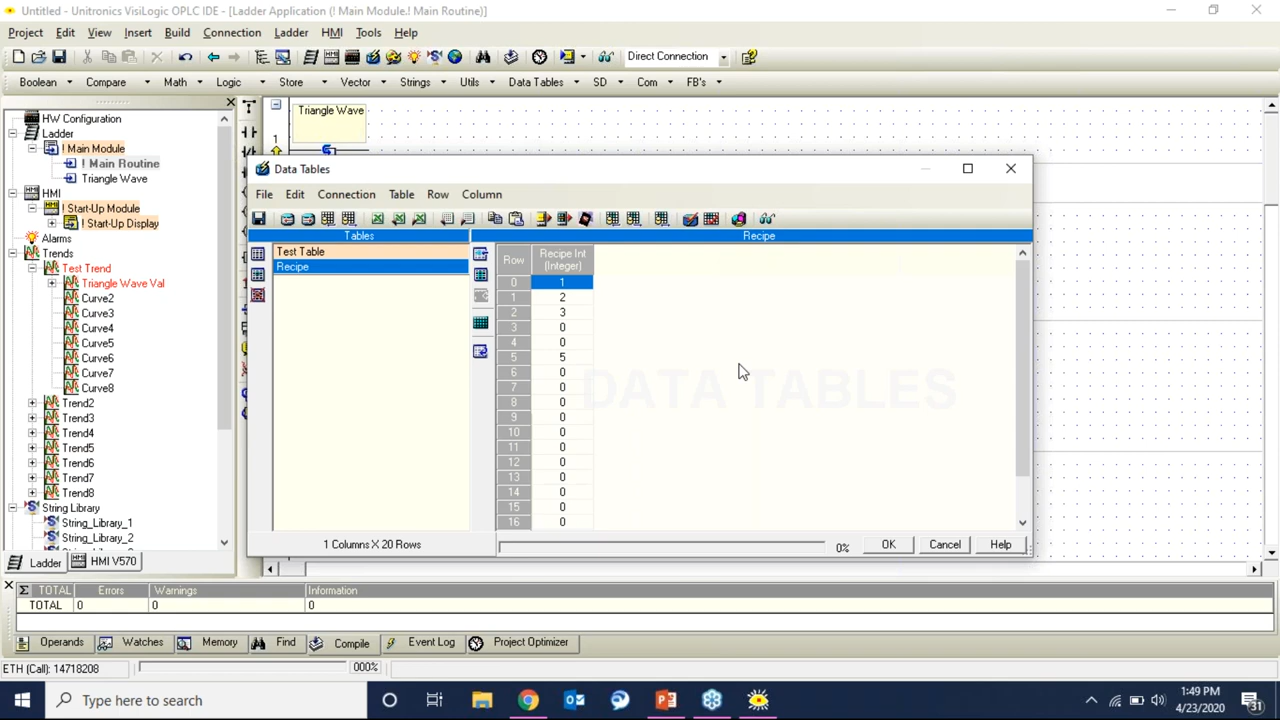 Untitled - Unitronics VisiLogic OPLC IDE - [Ladder Application (! Main Module.! Main Routine)]
Project Edit View Insert Build Connection Ladder HMI Tools Help
Direct Connection
Boolean Compare Math Logic Store Vector Strings Utils Data Tables SD Com FB's
HW Configuration
Ladder
! Main Module
! Main Routine
Triangle Wave
HMI
! Start-Up Module
! Start-Up Display
Alarms
Trends
Test Trend
Triangle Wave Val
Curve2
Curve3
Curve4
Curve5
Curve6
Curve7
Curve8
Trend2
Trend3
Trend4
Trend5
Trend6
Trend7
Trend8
String Library
String_Library_1
String_Library_2
Ladder HMI V570
Triangle Wave
1
Data Tables
File Edit Connection Table Row Column
Tables Recipe
Test Table
Recipe
Row Recipe Int
(Integer)
0 1
1 2
2 3
3 0
4 0
5 5
6 0
7 0
8 0
9 0
10 0
11 0
12 0
13 0
14 0
15 0
16 0
DATA TABLES
1 Columns X 20 Rows 0% OK Cancel Help
Σ TOTAL Errors Warnings Information
TOTAL 0 0 0
Operands Watches Memory Find Compile Event Log Project Optimizer
ETH (Call): 14718208 000%
Type here to search
1:49 PM
4/23/2020
31